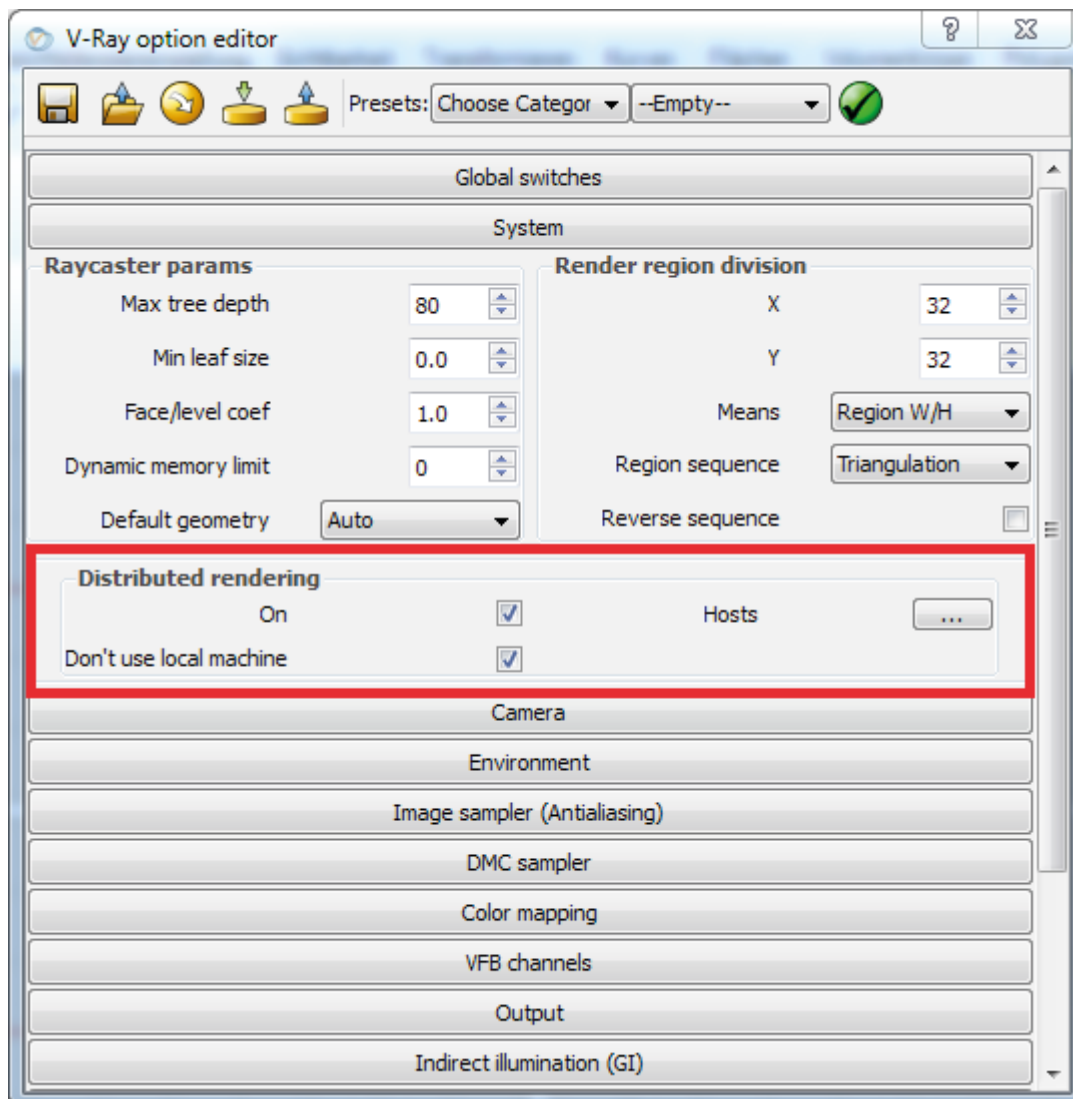 V-Ray option editor
Presets: Choose Categor --Empty--
Global switches
System
Raycaster params
Max tree depth 80
Min leaf size 0.0
Face/level coef 1.0
Dynamic memory limit 0
Default geometry Auto
Render region division
X 32
Y 32
Means Region W/H
Region sequence Triangulation
Reverse sequence
Distributed rendering
On Hosts ...
Don't use local machine
Camera
Environment
Image sampler (Antialiasing)
DMC sampler
Color mapping
VFB channels
Output
Indirect illumination (GI)